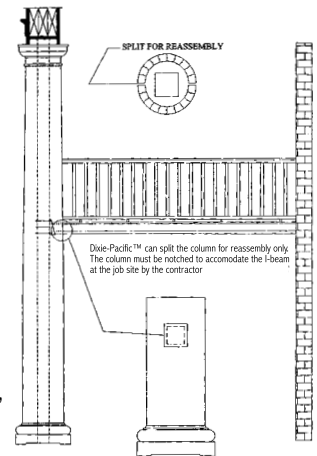 SPLIT FOR REASSEMBLY
Dixie-Pacific™ can split the column for reassembly only.
The column must be notched to accomodate the I-beam
at the job site by the contractor